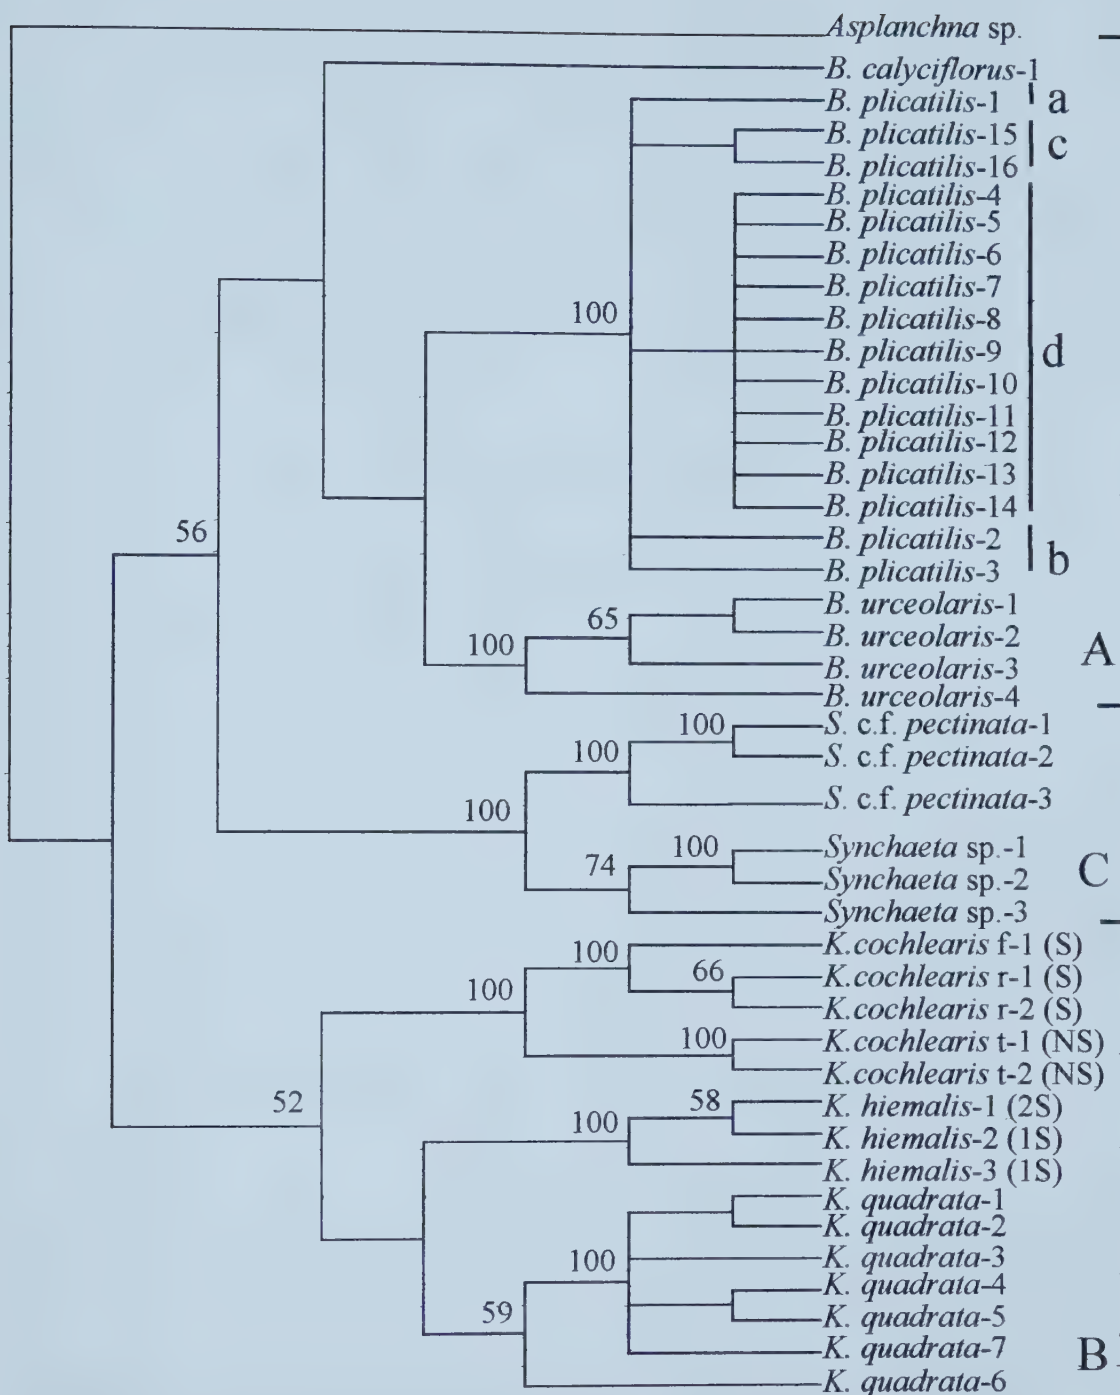 Asplanchna sp.
B. calyciflorus-1
B. plicatilis-1 a
B. plicatilis-15
c
B. plicatilis-16
B. plicatilis-4
B. plicatilis-5
B. plicatilis-6
B. plicatilis-7
100 B. plicatilis-8
B. plicatilis-9 d
B. plicatilis-10
B. plicatilis-11
B. plicatilis-12
B. plicatilis-13
56 B. plicatilis-14
B. plicatilis-2
b
B. plicatilis-3
B. urceolaris-1
65
B. urceolaris-2
100 A
B. urceolaris-3
B. urceolaris-4
100 S. c.f. pectinata-1
100 S. c.f. pectinata-2
S. c.f. pectinata-3
100
100 Synchaeta sp.-1
74 C
Synchaeta sp.-2
Synchaeta sp.-3
100 K.cochlearis f-1 (S)
66 K.cochlearis r-1 (S)
100
K.cochlearis r-2 (S)
100 K.cochlearis t-1 (NS)
K.cochlearis t-2 (NS)
52 58 K. hiemalis-1 (2S)
100
K. hiemalis-2 (1S)
K. hiemalis-3 (1S)
K. quadrata-1
K. quadrata-2
100 K. quadrata-3
K. quadrata-4
59 K. quadrata-5
K. quadrata-7 B
K. quadrata-6